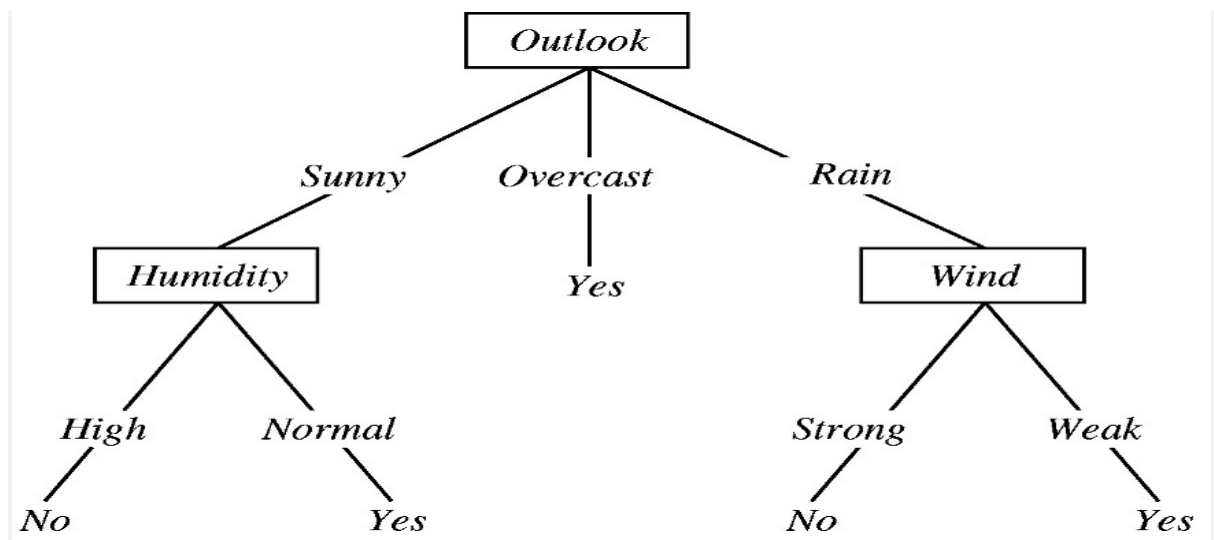 Outlook
Sunny Overcast Rain
Humidity Yes Wind
High Normal Strong Weak
No Yes No Yes